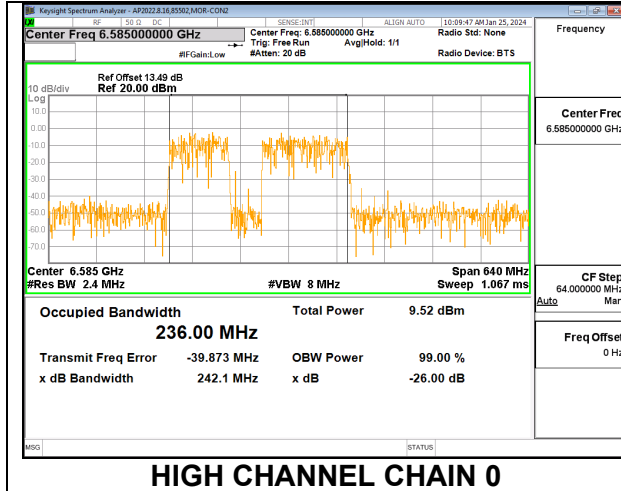 Keysight Spectrum Analyzer - AP2022.8.16,85502,MOR-CON2
RF 50 Ω DC SENSE:INT ALIGN AUTO 10:09:47 AM Jan 25, 2024
Center Freq 6.585000000 GHz
Center Freq: 6.585000000 GHz
Radio Std: None
Trig: Free Run Avg|Hold: 1/1
#IFGain:Low #Atten: 20 dB Radio Device: BTS
Frequency
Ref Offset 13.49 dB
10 dB/div Ref 20.00 dBm
Log
10.0
0.00
-10.0
-20.0
-30.0
-40.0
-50.0
-60.0
-70.0
Center Freq
6.585000000 GHz
Center 6.585 GHz Span 640 MHz
#Res BW 2.4 MHz #VBW 8 MHz Sweep 1.067 ms
CF Step
64.000000 MHz
Auto Man
Occupied Bandwidth Total Power 9.52 dBm
236.00 MHz
Transmit Freq Error -39.873 MHz OBW Power 99.00 %
x dB Bandwidth 242.1 MHz x dB -26.00 dB
Freq Offset
0 Hz
MSG STATUS
HIGH CHANNEL CHAIN 0